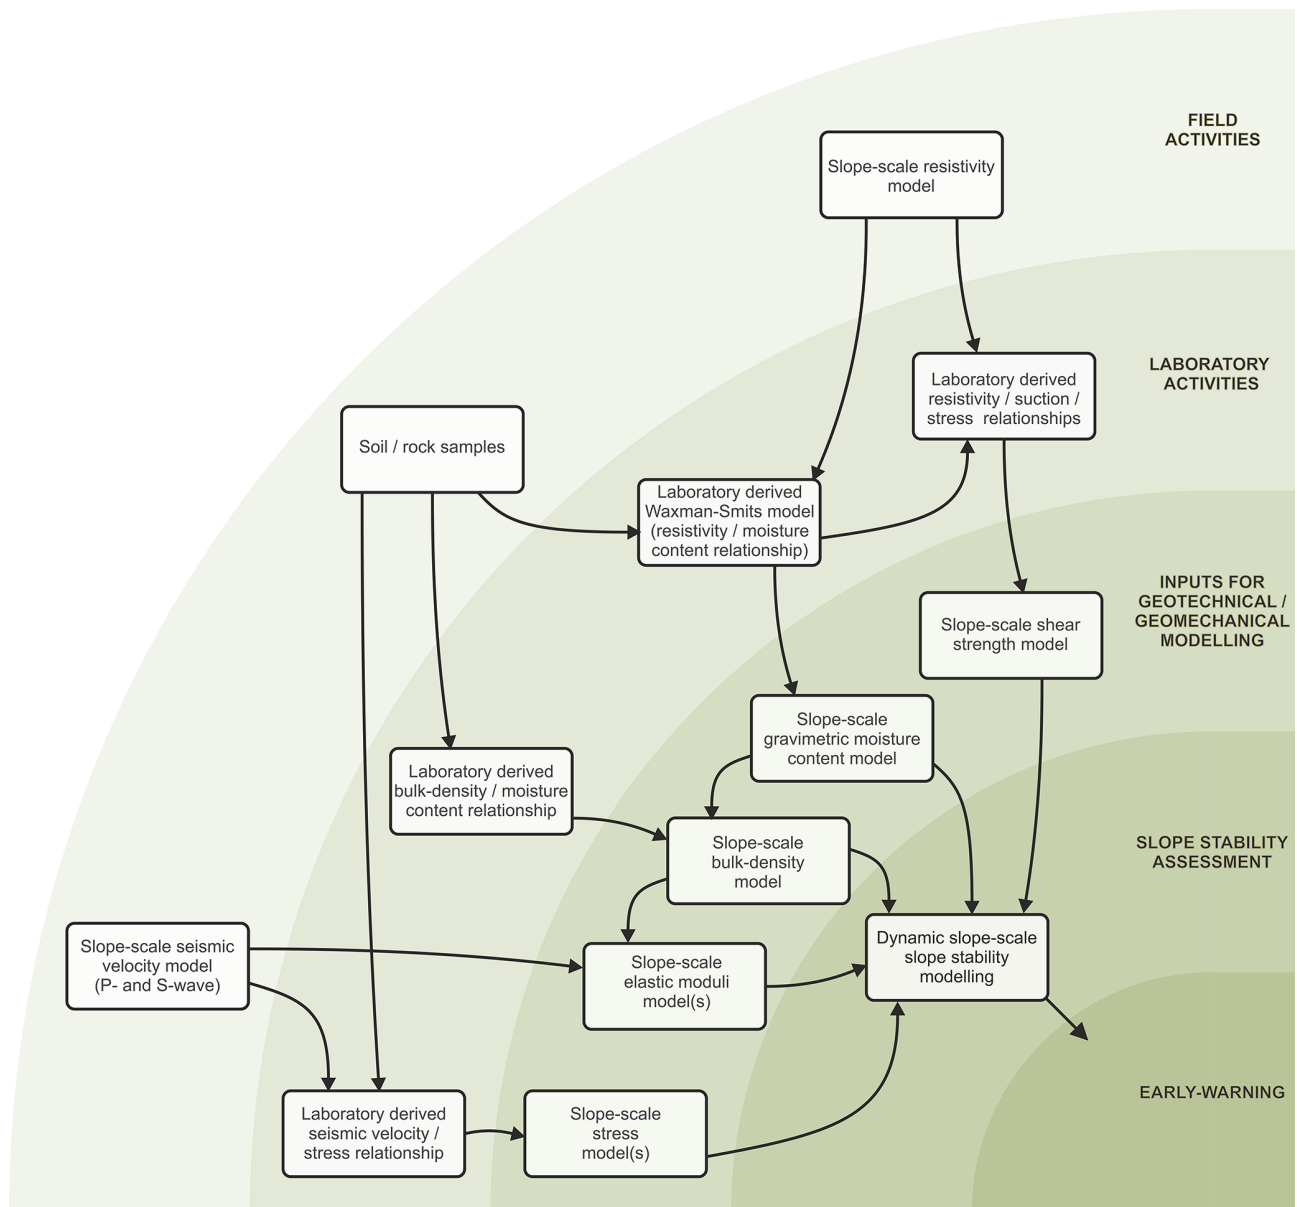 FIELD
ACTIVITIES
Slope-scale resistivity
model
LABORATORY
ACTIVITIES
Laboratory derived
resistivity / suction /
stress relationships
Soil / rock samples
Laboratory derived
Waxman-Smits model
(resistivity / moisture
content relationship)
INPUTS FOR
GEOTECHNICAL /
GEOMECHANICAL
MODELLING
Slope-scale shear
strength model
Slope-scale
gravimetric moisture
content model
Laboratory derived
bulk-density / moisture
content relationship
Slope-scale
bulk-density
model
SLOPE STABILITY
ASSESSMENT
Slope-scale seismic
velocity model
(P- and S-wave)
Slope-scale
elastic moduli
model(s)
Dynamic slope-scale
slope stability
modelling
EARLY-WARNING
Laboratory derived
seismic velocity /
stress relationship
Slope-scale
stress
model(s)